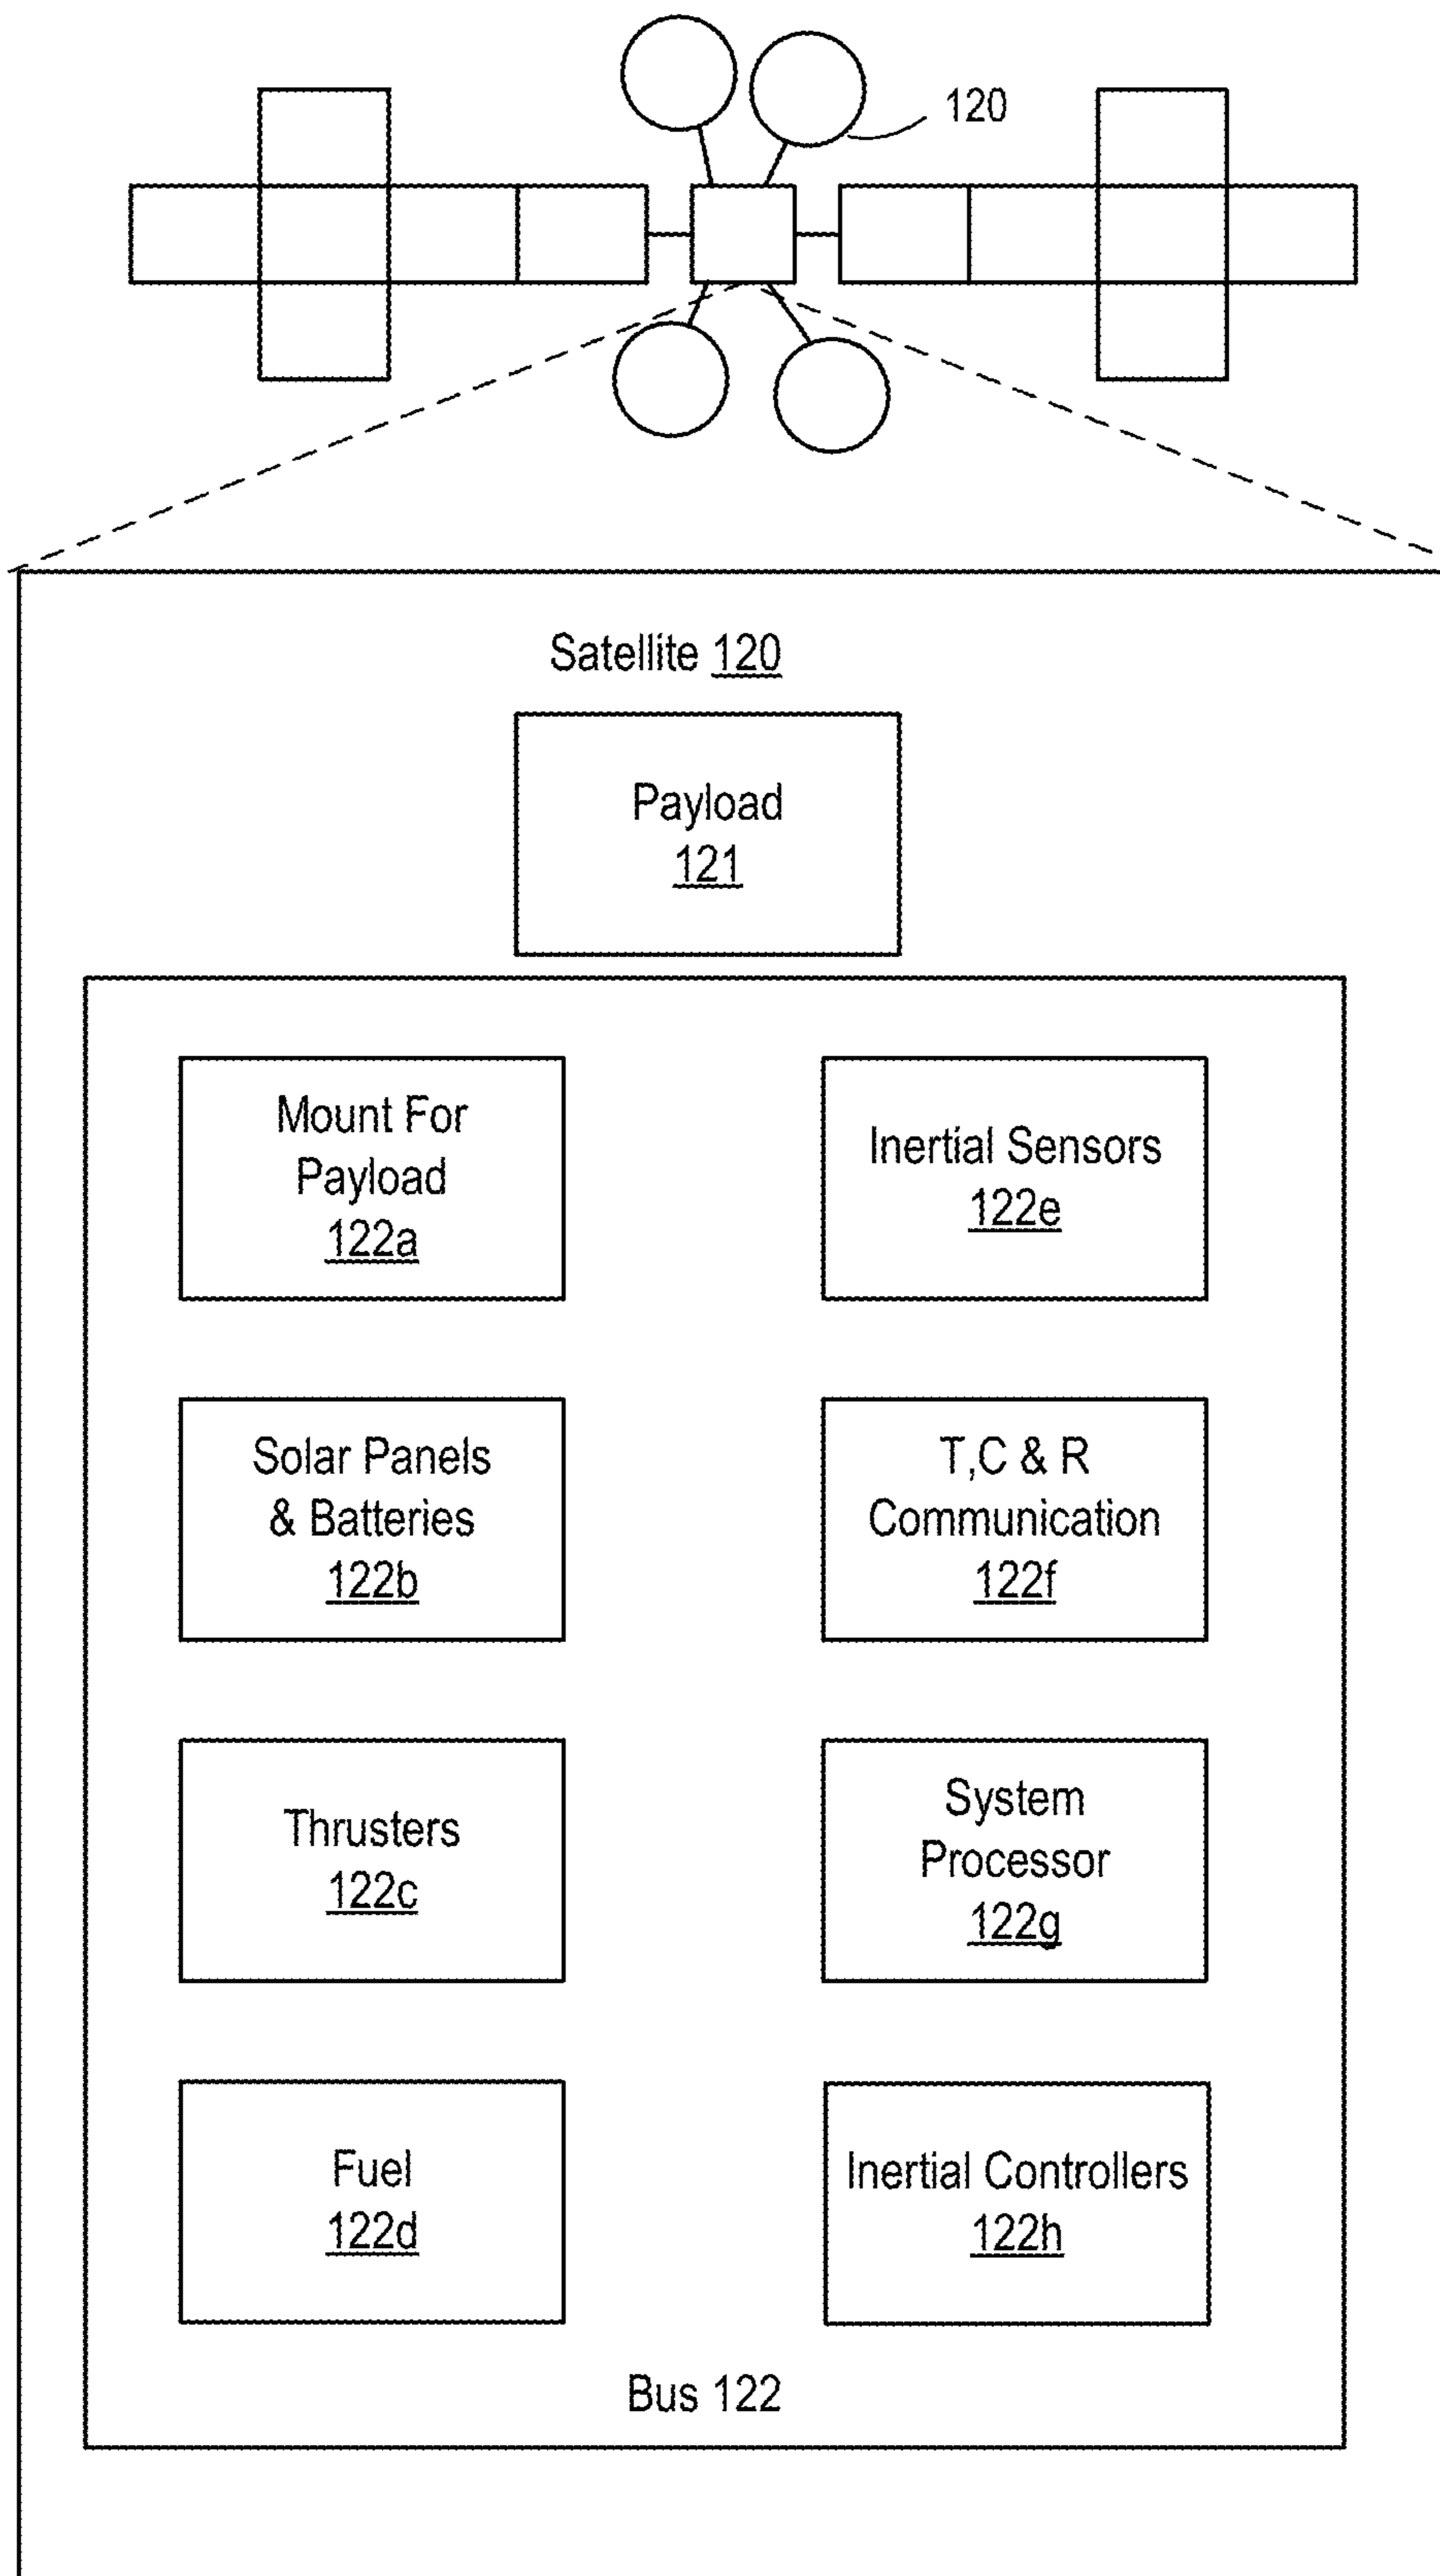 120
Satellite 120
Payload
121
Mount For
Payload
122a
Inertial Sensors
122e
Solar Panels
& Batteries
122b
T,C & R
Communication
122f
Thrusters
122c
System
Processor
122g
Fuel
122d
Inertial Controllers
122h
Bus 122